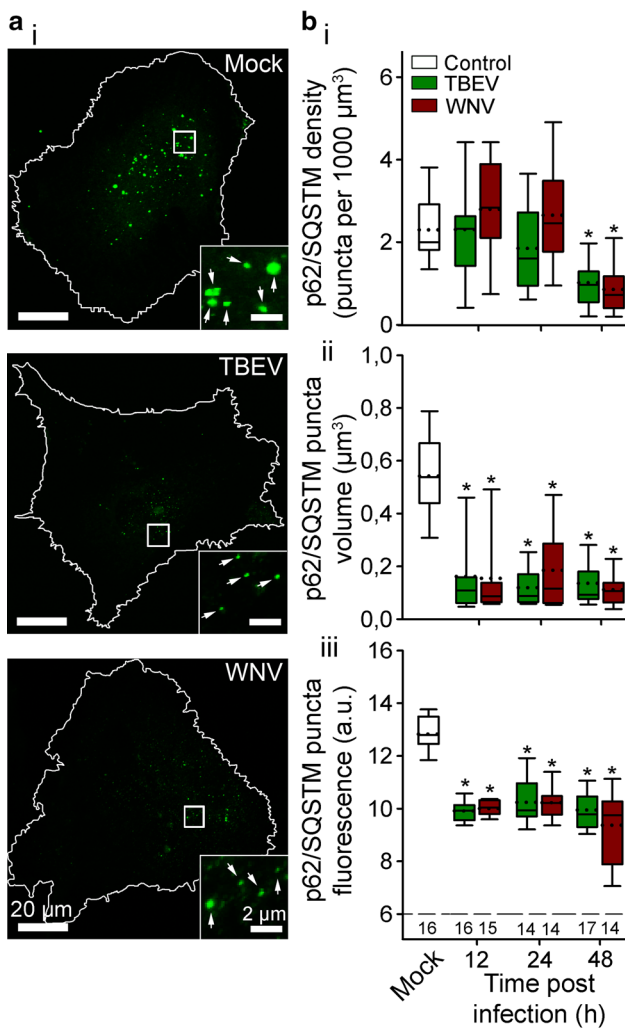 a
i
Mock
TBEV
WNV
20 µm
2 µm
b
i
Control
TBEV
WNV
p62/SQSTM density
(puncta per 1000 µm³)
6
4
2
0
* *
ii
p62/SQSTM puncta
volume (µm³)
1,0
0,8
0,6
0,4
0,2
0,0
* * * * * *
iii
p62/SQSTM puncta
fluorescence (a.u.)
16
14
12
10
8
6
* * * * * *
16 16 15 14 14 17 14
Mock 12 24 48
Time post
infection (h)